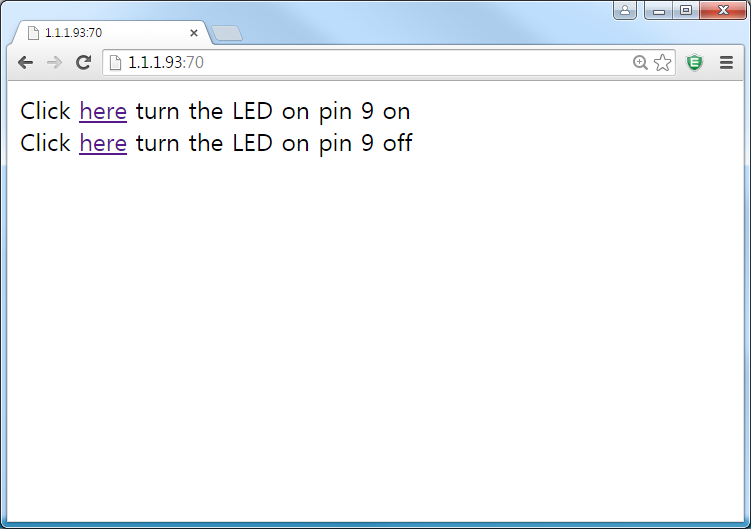 1.1.1.93:70
1.1.1.93:70
Click here turn the LED on pin 9 on
Click here turn the LED on pin 9 off